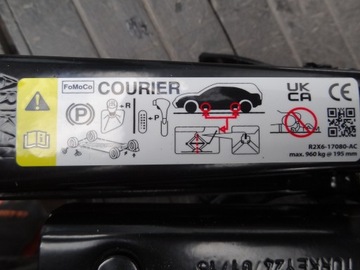 FoMoCo COURIER
UK
CA
CE
P
+R
+P
R2X6-17080-AC
max. 960 kg @ 195 mm